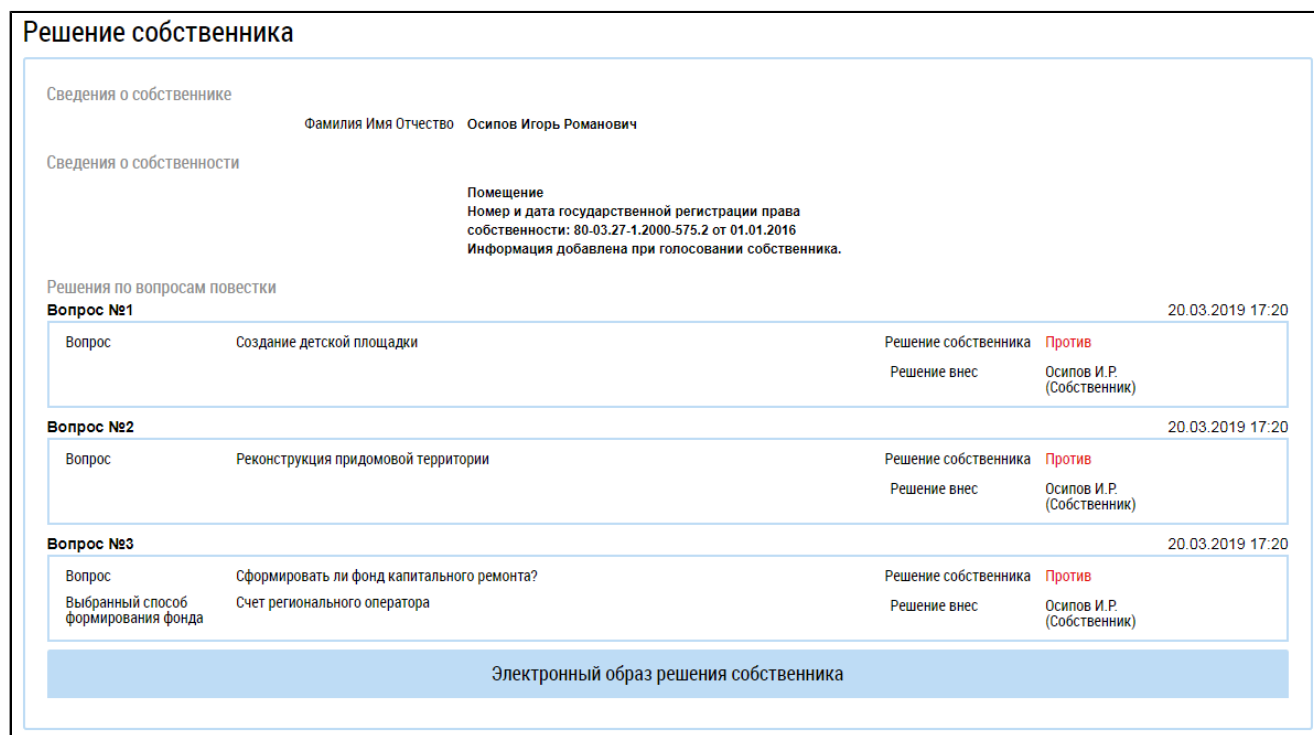 Решение собственника
Сведения о собственнике
Фамилия Имя Отчество Осипов Игорь Романович
Сведения о собственности
Помещение
Номер и дата государственной регистрации права
собственности: 80-03.27-1.2000-575.2 от 01.01.2016
Информация добавлена при голосовании собственника.
Решения по вопросам повестки
Вопрос №1 20.03.2019 17:20
Вопрос Создание детской площадки Решение собственника Против
Решение внес Осипов И.Р.
(Собственник)
Вопрос №2 20.03.2019 17:20
Вопрос Реконструкция придомовой территории Решение собственника Против
Решение внес Осипов И.Р.
(Собственник)
Вопрос №3 20.03.2019 17:20
Вопрос Сформировать ли фонд капитального ремонта? Решение собственника Против
Выбранный способ Счет регионального оператора Решение внес Осипов И.Р.
формирования фонда (Собственник)
Электронный образ решения собственника